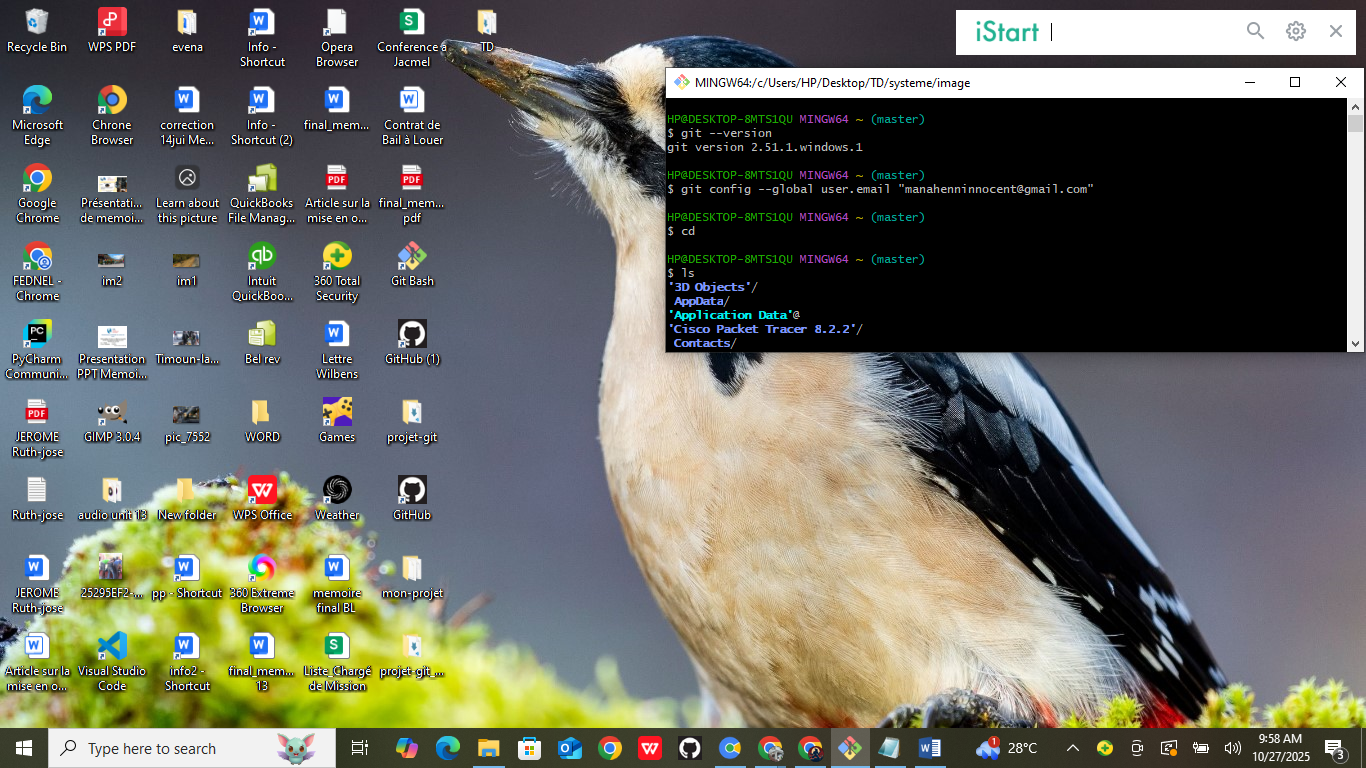 Recycle Bin
WPS PDF
evena
Info -
Shortcut
Opera
Browser
Conference a
Jacmel
TD
Microsoft
Edge
Chrone
Browser
correction
14jui Me...
Info -
Shortcut (2)
final_mem...
Contrat de
Bail à Louer
Google
Chrome
Présentati...
de memoi...
Learn about
this picture
QuickBooks
File Manag...
Article sur la
mise en o...
final_mem...
pdf
FEDNEL -
Chrome
im2
im1
Intuit
QuickBoo...
360 Total
Security
Git Bash
PyCharm
Communi...
Presentation
PPT Memoi...
Timoun-la...
Bel rev
Lettre
Wilbens
GitHub (1)
JEROME
Ruth-jose
GIMP 3.0.4
pic_7552
WORD
Games
projet-git
Ruth-jose
audio unit 13
New folder
WPS Office
Weather
GitHub
JEROME
Ruth-jose
25295EF2-...
pp - Shortcut
360 Extreme
Browser
memoire
final BL
mon-projet
Article sur la
mise en o...
Visual Studio
Code
info2 -
Shortcut
final_mem...
13
Liste_Chargé
de Mission
projet-git_...
iStart
MINGW64:/c/Users/HP/Desktop/TD/systeme/image
HP@DESKTOP-8MTS1QU MINGW64 ~ (master)
$ git --version
git version 2.51.1.windows.1
HP@DESKTOP-8MTS1QU MINGW64 ~ (master)
$ git config --global user.email "manahenninnocent@gmail.com"
HP@DESKTOP-8MTS1QU MINGW64 ~ (master)
$ cd
HP@DESKTOP-8MTS1QU MINGW64 ~ (master)
$ ls
'3D Objects'/
AppData/
'Application Data'@
'Cisco Packet Tracer 8.2.2'/
Contacts/
Type here to search
1
28°C
9:58 AM
10/27/2025
3